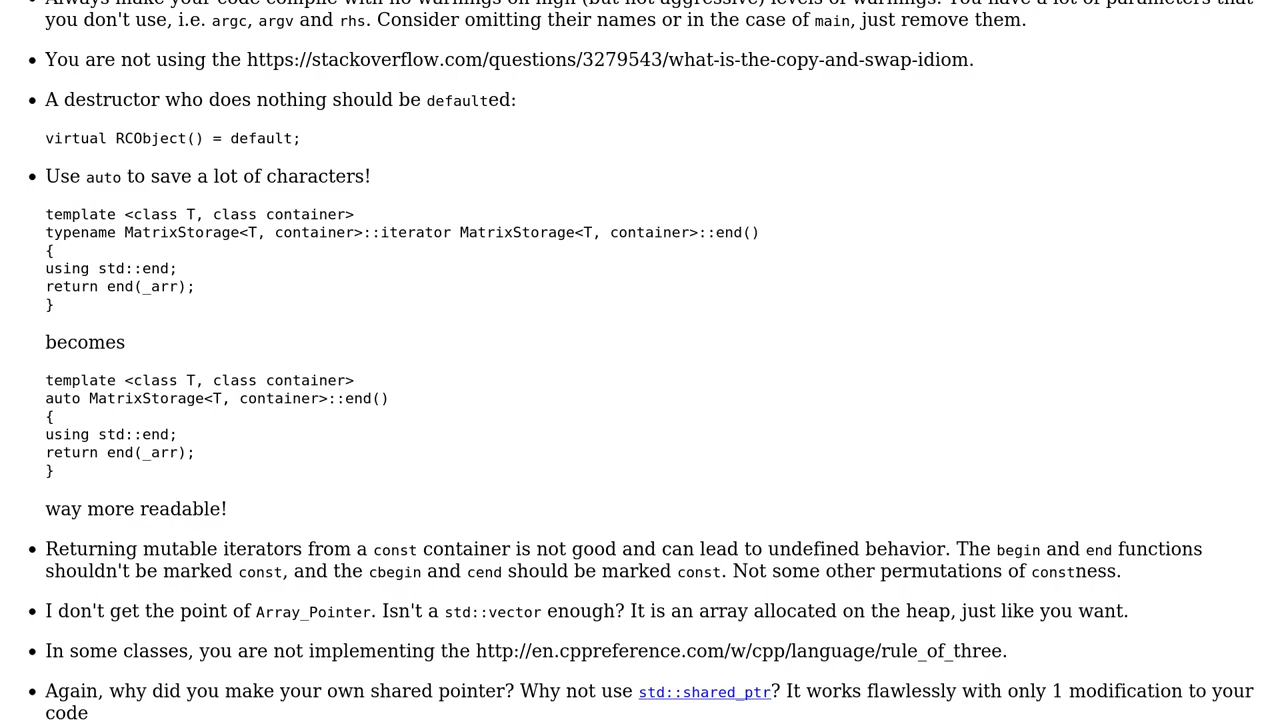 Always make your code compile with no warnings on high (but not aggressive) levels of warnings. You have a lot of parameters that
you don't use, i.e. argc, argv and rhs. Consider omitting their names or in the case of main, just remove them.
You are not using the https://stackoverflow.com/questions/3279543/what-is-the-copy-and-swap-idiom.
A destructor who does nothing should be defaulted:
virtual RCObject() = default;
Use auto to save a lot of characters!
template <class T, class container>
typename MatrixStorage<T, container>::iterator MatrixStorage<T, container>::end()
{
using std::end;
return end(_arr);
}
becomes
template <class T, class container>
auto MatrixStorage<T, container>::end()
{
using std::end;
return end(_arr);
}
way more readable!
Returning mutable iterators from a const container is not good and can lead to undefined behavior. The begin and end functions
shouldn't be marked const, and the cbegin and cend should be marked const. Not some other permutations of constness.
I don't get the point of Array_Pointer. Isn't a std::vector enough? It is an array allocated on the heap, just like you want.
In some classes, you are not implementing the http://en.cppreference.com/w/cpp/language/rule_of_three.
Again, why did you make your own shared pointer? Why not use std::shared_ptr? It works flawlessly with only 1 modification to your
code